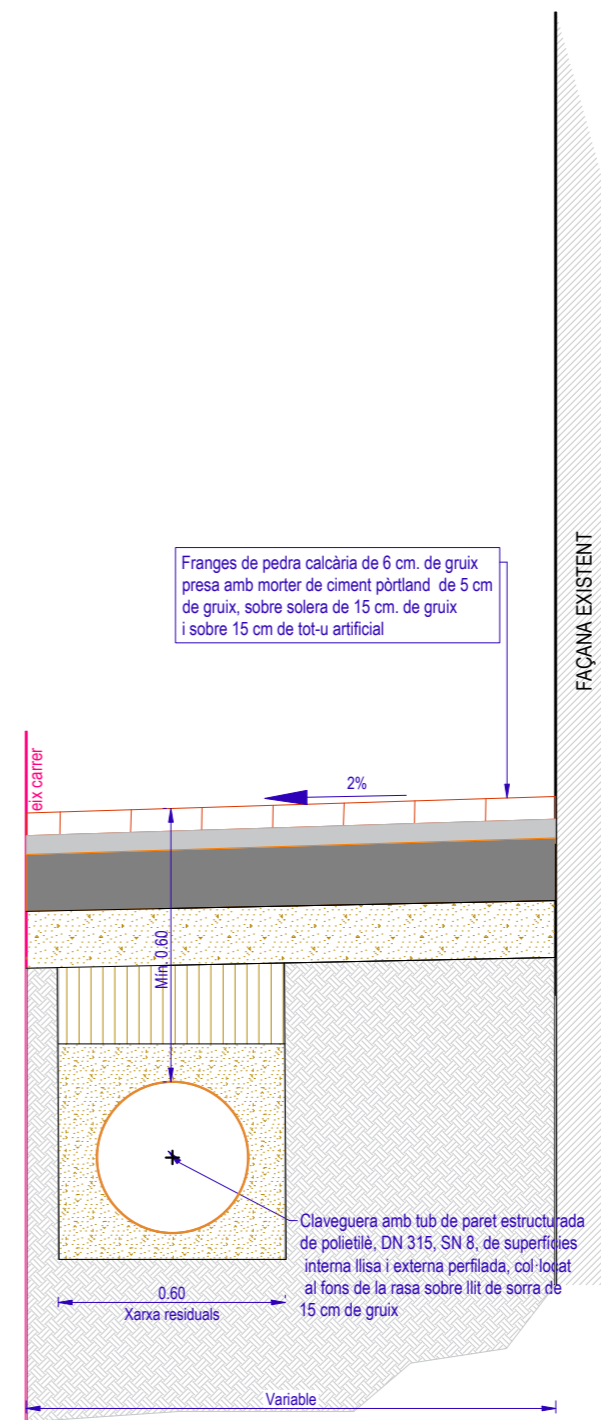 Franges de pedra calcària de 6 cm. de gruix
presa amb morter de ciment pòrtland de 5 cm
de gruix, sobre solera de 15 cm. de gruix
i sobre 15 cm de tot-u artificial
FAÇANA EXISTENT
eix carrer
2%
Mín. 0.60
Claveguera amb tub de paret estructurada
de polietilè, DN 315, SN 8, de superfícies
interna llisa i externa perfilada, col·locat
al fons de la rasa sobre llit de sorra de
15 cm de gruix
0.60
Xarxa residuals
Variable